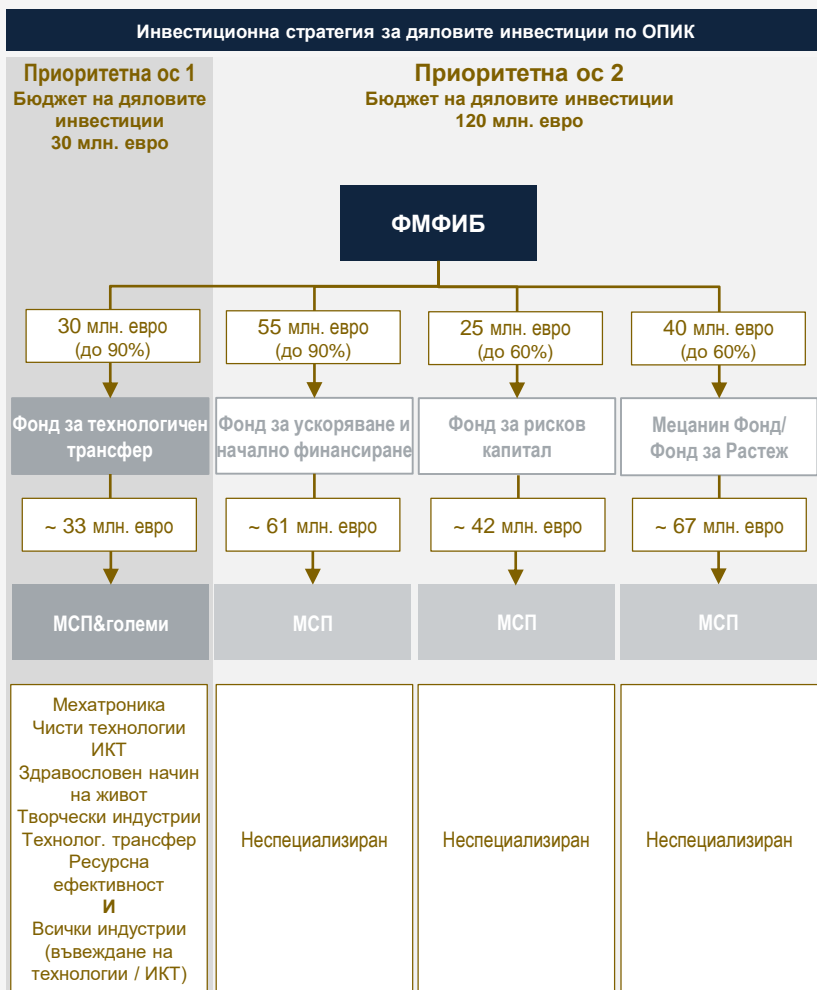 Инвестиционна стратегия за дяловите инвестиции по ОПИК
Приоритетна ос 1
Бюджет на дяловите
инвестиции
30 млн. евро
Приоритетна ос 2
Бюджет на дяловите инвестиции
120 млн. евро
ФМФИБ
30 млн. евро
(до 90%)
55 млн. евро
(до 90%)
25 млн. евро
(до 60%)
40 млн. евро
(до 60%)
Фонд за технологичен
трансфер
Фонд за ускоряване и
начално финансиране
Фонд за рисков
капитал
Мецанин Фонд/
Фонд за Растеж
~ 33 млн. евро
~ 61 млн. евро
~ 42 млн. евро
~ 67 млн. евро
МСП&големи
МСП
МСП
МСП
Мехатроника
Чисти технологии
ИКТ
Здравословен начин
на живот
Творчески индустрии
Технолог. трансфер
Ресурсна
ефективност
И
Всички индустрии
(въвеждане на
технологии / ИКТ)
Неспециализиран
Неспециализиран
Неспециализиран